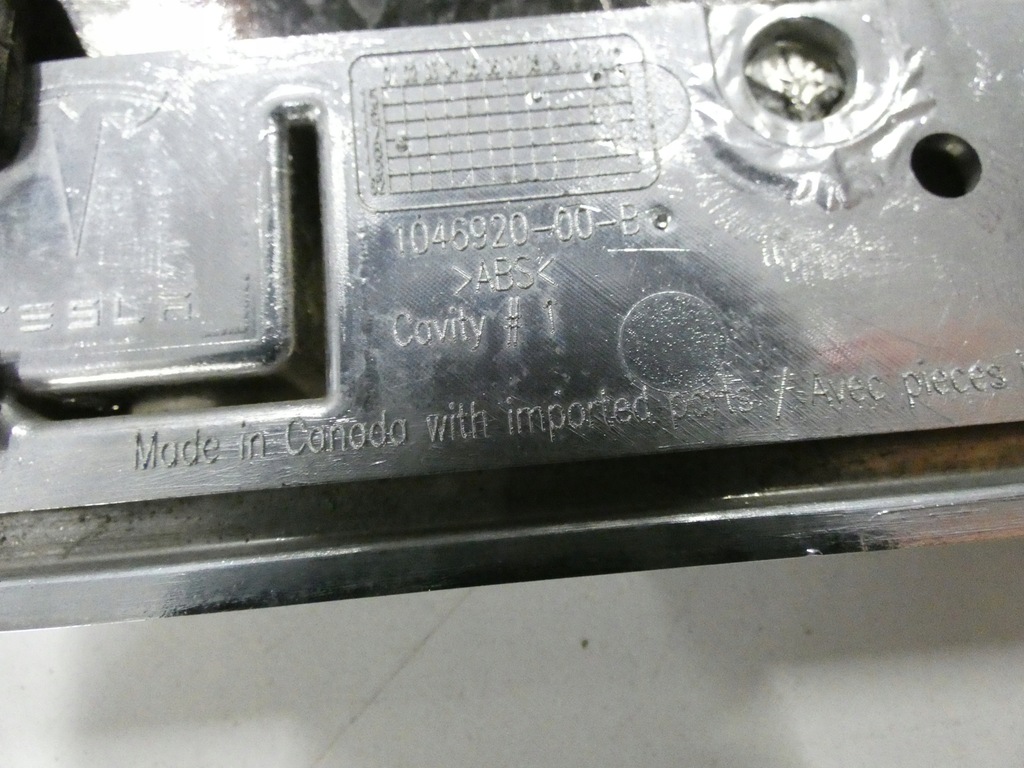 TESLA
1046920-00-B
>ABS<
Cavity # 1
Made in Canada with imported parts / Avec pieces